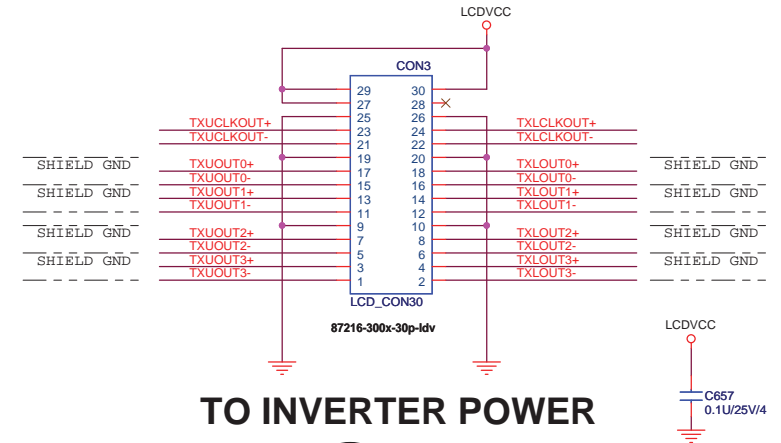 LCDVCC
CON3
29 30
27 28
25 26
TXUCLKOUT+ 23 24 TXLCLKOUT+
TXUCLKOUT- 21 22 TXLCLKOUT-
19 20
SHIELD GND TXUOUT0+ 17 18 TXLOUT0+ SHIELD GND
TXUOUT0- 15 16 TXLOUT0-
SHIELD GND TXUOUT1+ 13 14 TXLOUT1+ SHIELD GND
TXUOUT1- 11 12 TXLOUT1-
9 10
SHIELD GND TXUOUT2+ 7 8 TXLOUT2+ SHIELD GND
TXUOUT2- 5 6 TXLOUT2-
SHIELD GND TXUOUT3+ 3 4 TXLOUT3+ SHIELD GND
TXUOUT3- 1 2 TXLOUT3-
LCD_CON30
87216-300x-30p-ldv
LCDVCC
C657
0.1U/25V/4
TO INVERTER POWER